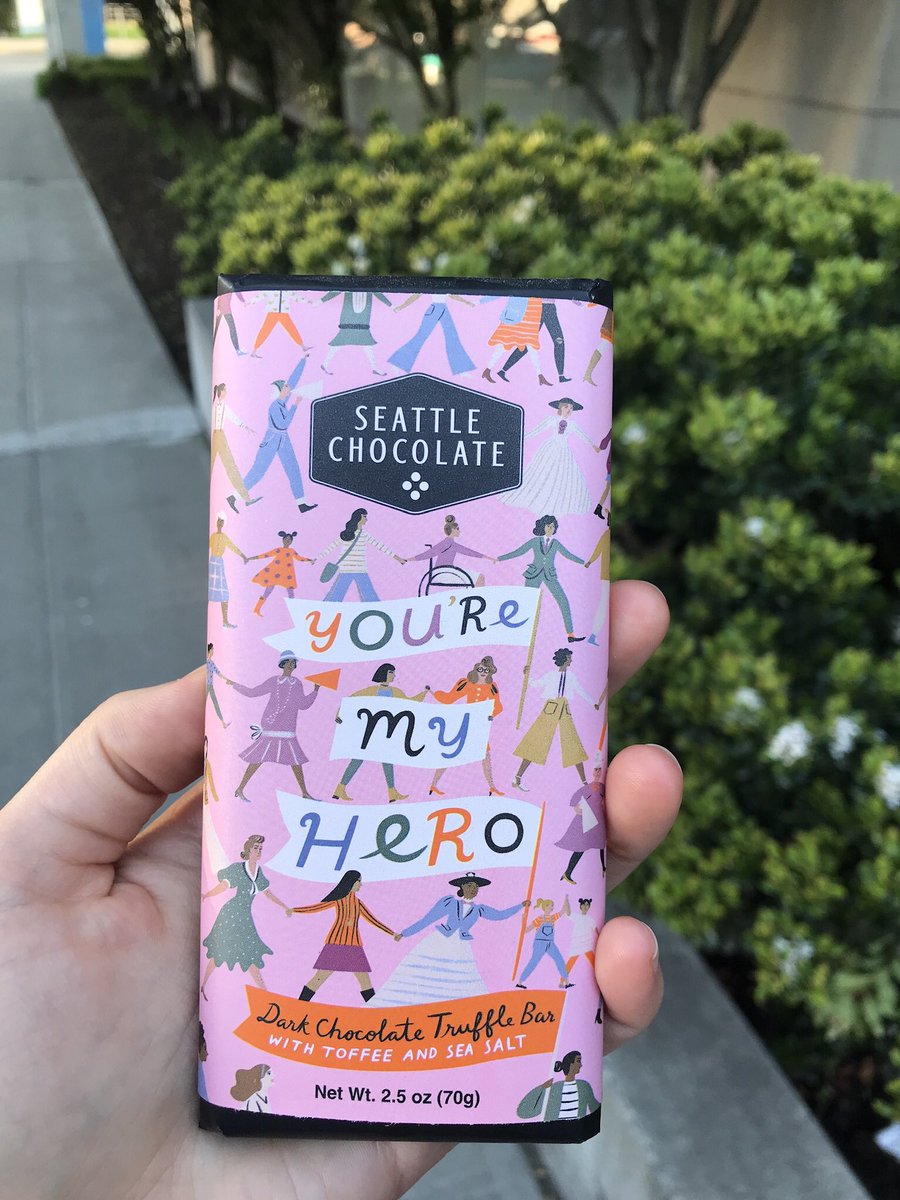 SEATTLE
CHOCOLATE
YOU'Re
My
HeRO
Dark Chocolate Truffle Bar
WITH TOFFEE AND SEA SALT
Net Wt. 2.5 oz (70g)